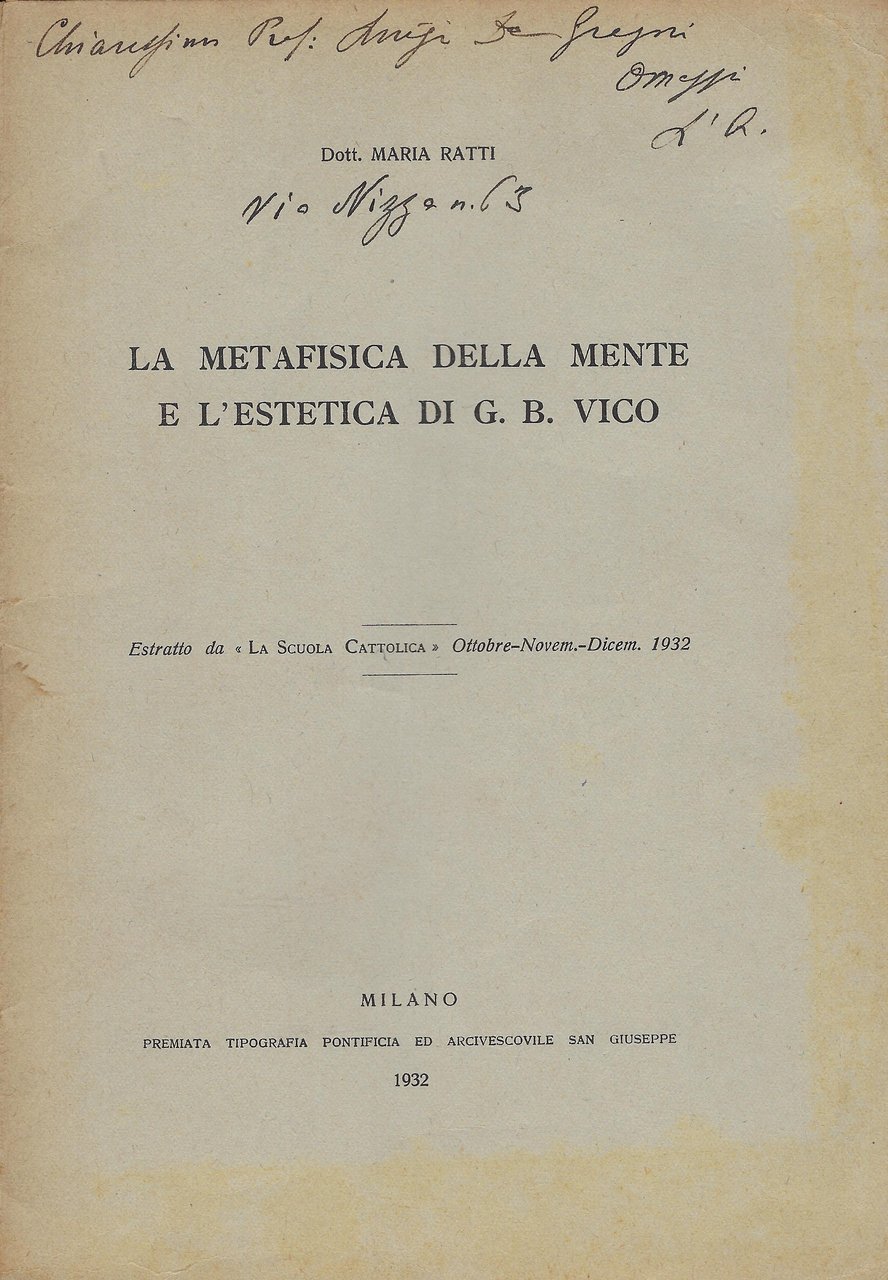 Chiarissimo Prof: Luigi De Gregori
Omaggi
L'A.
Dott. MARIA RATTI
Via Nizza n. 63
LA METAFISICA DELLA MENTE
E L'ESTETICA DI G. B. VICO
Estratto da « LA SCUOLA CATTOLICA » Ottobre-Novem.-Dicem. 1932
MILANO
PREMIATA TIPOGRAFIA PONTIFICIA ED ARCIVESCOVILE SAN GIUSEPPE
1932